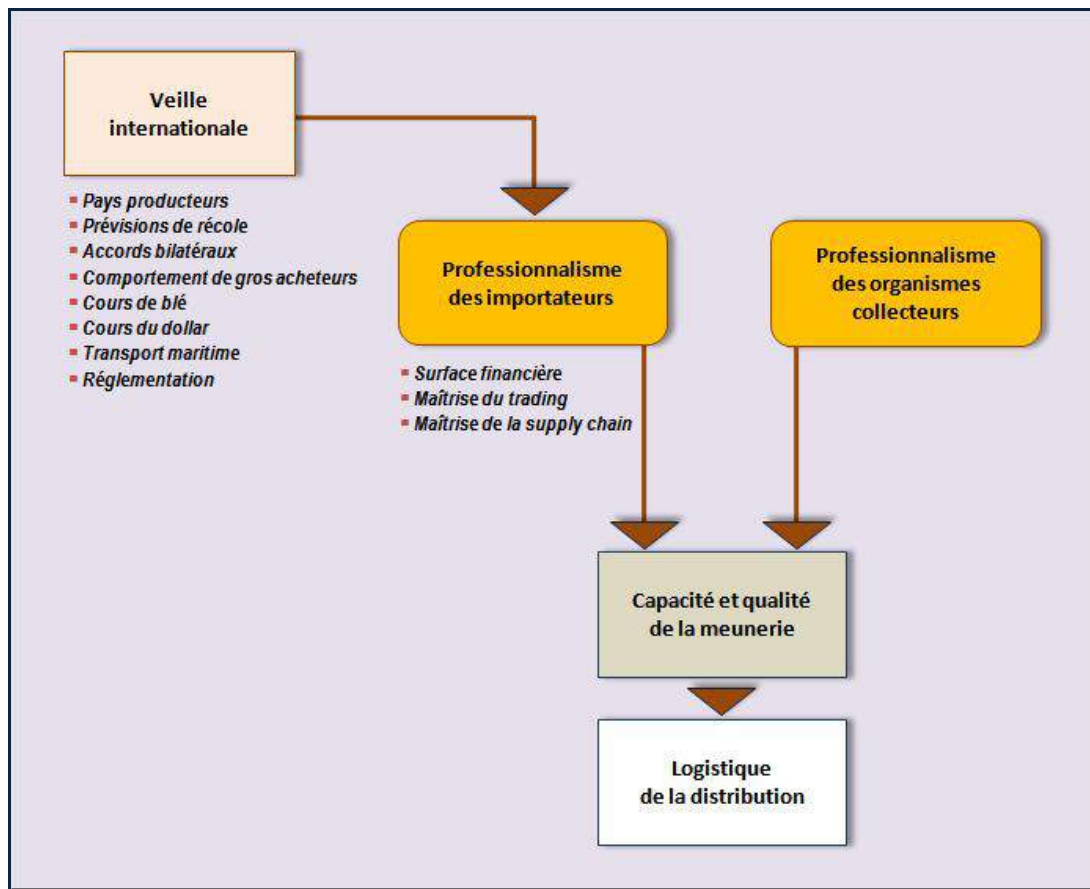 Veille
internationale
▪ Pays producteurs
▪ Prévisions de récole
▪ Accords bilatéraux
▪ Comportement de gros acheteurs
▪ Cours de blé
▪ Cours du dollar
▪ Transport maritime
▪ Réglementation
Professionnalisme
des importateurs
▪ Surface financière
▪ Maîtrise du trading
▪ Maîtrise de la supply chain
Professionnalisme
des organismes
collecteurs
Capacité et qualité
de la meunerie
Logistique
de la distribution